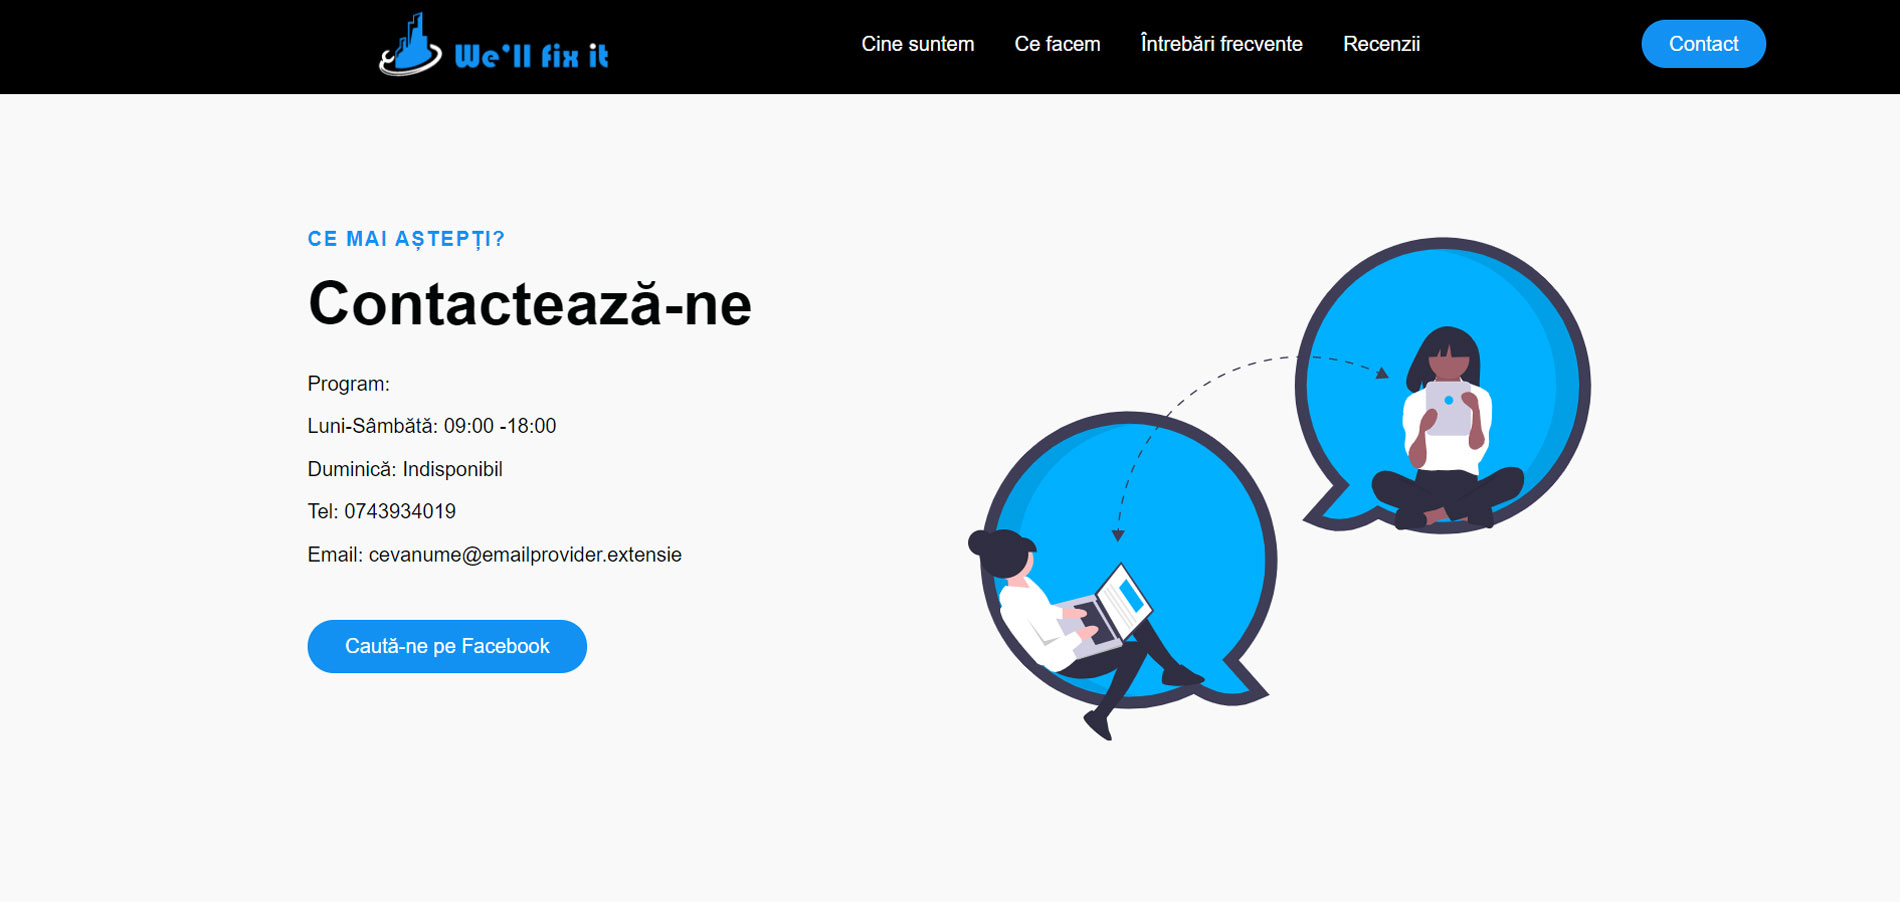 We'll fix it
Cine suntem
Ce facem
Întrebări frecvente
Recenzii
Contact
CE MAI AȘTEPȚI?
Contactează-ne
Program:
Luni-Sâmbătă: 09:00 -18:00
Duminică: Indisponibil
Tel: 0743934019
Email: cevanume@emailprovider.extensie
Caută-ne pe Facebook